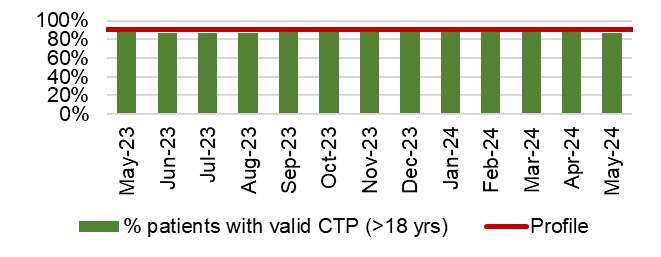 100%
80%
60%
40%
20%
0%
May-23
Jun-23
Jul-23
Aug-23
Sep-23
Oct-23
Nov-23
Dec-23
Jan-24
Feb-24
Mar-24
Apr-24
May-24
% patients with valid CTP (>18 yrs)
Profile